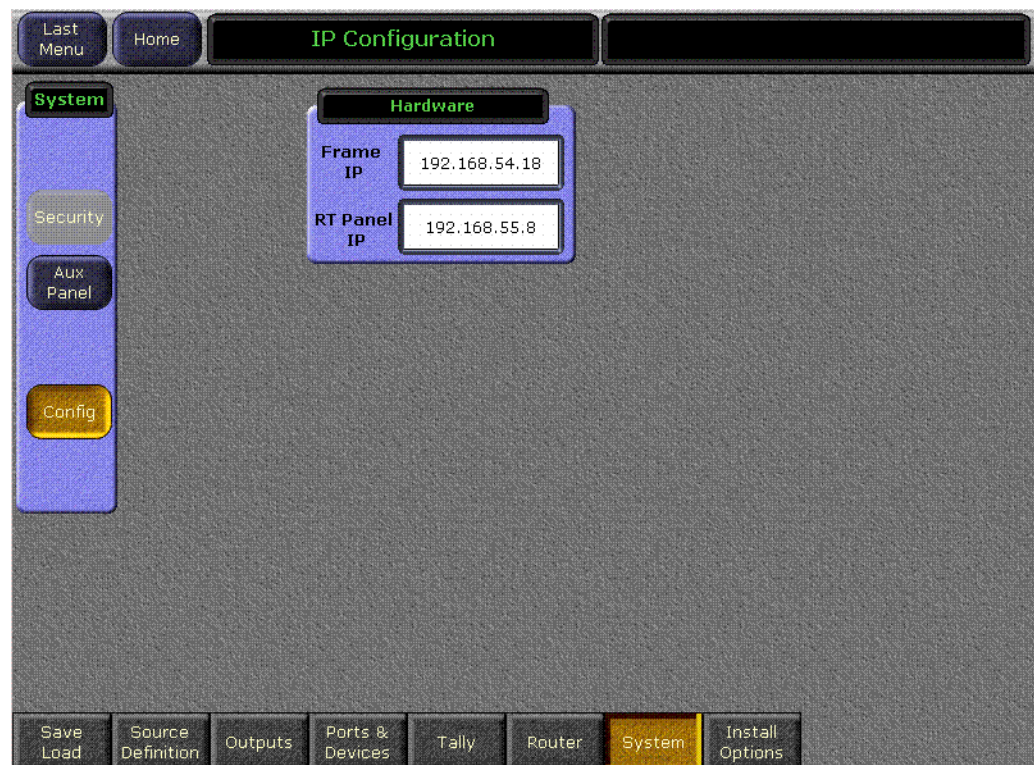 Last
Menu
Home
IP Configuration
System
Security
Aux
Panel
Config
Hardware
Frame
IP
192.168.54.18
RT Panel
IP
192.168.55.8
Save
Load
Source
Definition
Outputs
Ports &
Devices
Tally
Router
System
Install
Options